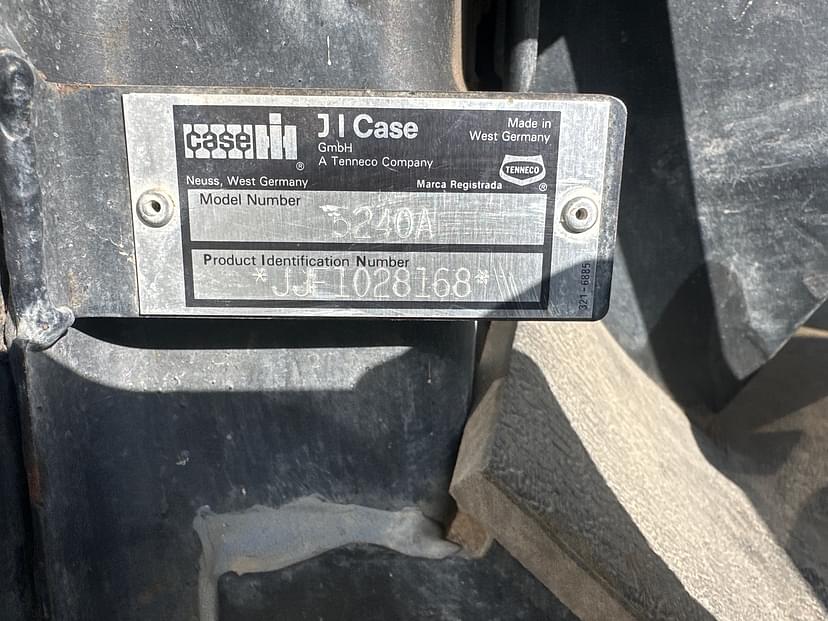 CASE IH ®
J I Case
GmbH
A Tenneco Company
Made in
West Germany
TENNECO ®
Neuss, West Germany
Marca Registrada
Model Number
5240A
Product Identification Number
*JJF1028168*
321-6885